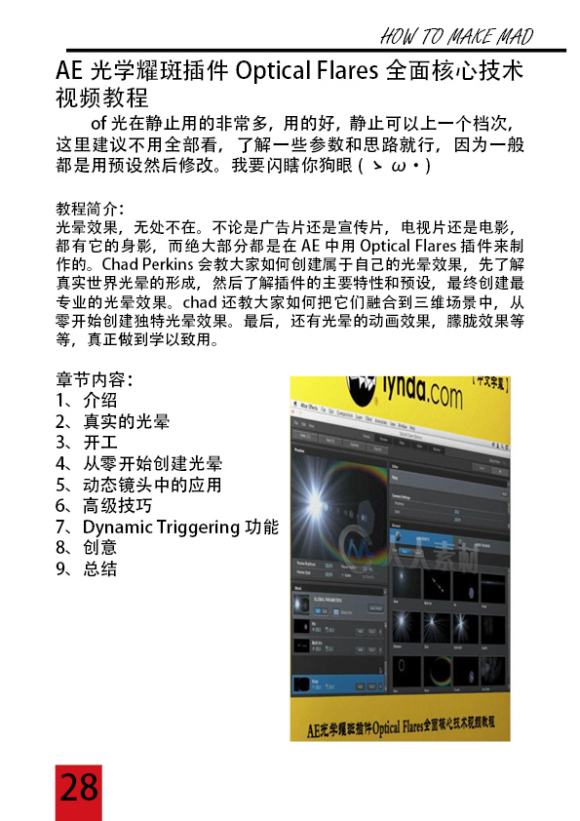 HOW TO MAKE MAD
AE 光学耀斑插件 Optical Flares 全面核心技术
视频教程
of 光在静止用的非常多，用的好，静止可以上一个档次，
这里建议不用全部看，了解一些参数和思路就行，因为一般
都是用预设然后修改。我要闪瞎你狗眼 ( ゝ ω・)
教程简介：
光晕效果，无处不在。不论是广告片还是宣传片，电视片还是电影，
都有它的身影，而绝大部分都是在 AE 中用 Optical Flares 插件来制
作的。Chad Perkins 会教大家如何创建属于自己的光晕效果，先了解
真实世界光晕的形成，然后了解插件的主要特性和预设，最终创建最
专业的光晕效果。chad 还教大家如何把它们融合到三维场景中，从
零开始创建独特光晕效果。最后，还有光晕的动画效果，朦胧效果等
等，真正做到学以致用。
章节内容：
1、介绍
2、真实的光晕
3、开工
4、从零开始创建光晕
5、动态镜头中的应用
6、高级技巧
7、Dynamic Triggering 功能
8、创意
9、总结
lynda.com
【中文字幕】
人人素材
AE光学耀斑插件Optical Flares全面核心技术视频教程
28